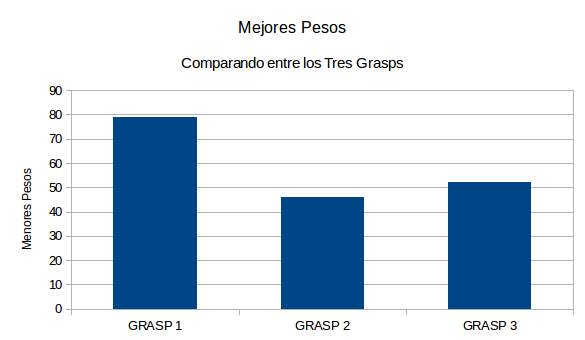 Mejores Pesos
Comparando entre los Tres Grasps
Menores Pesos
90
80
70
60
50
40
30
20
10
0
GRASP 1
GRASP 2
GRASP 3